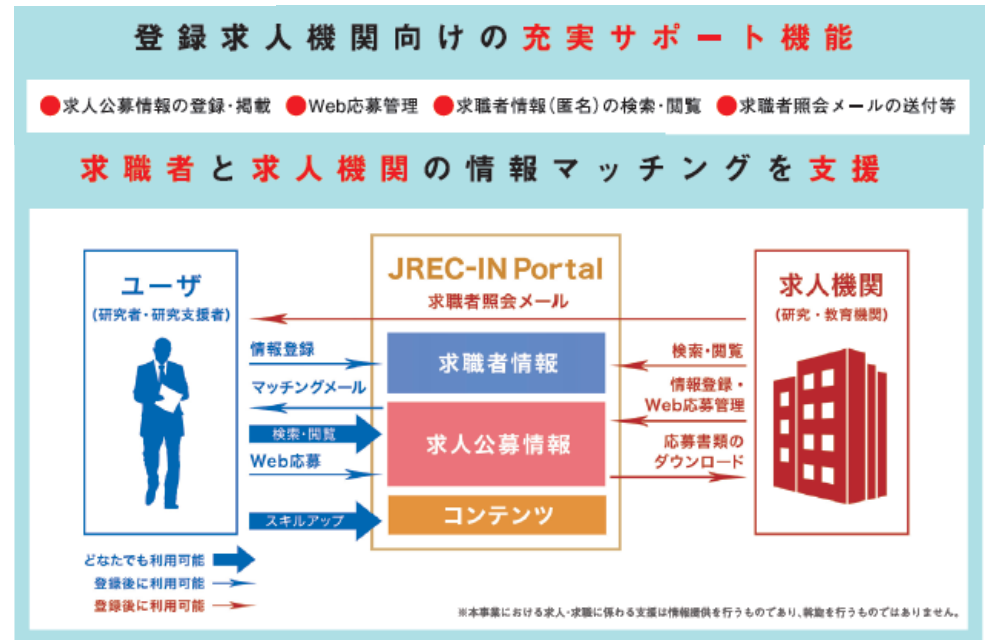 登録求人機関向けの充実サポート機能
●求人公募情報の登録・掲載 ●Web応募管理 ●求職者情報(匿名)の検索・閲覧 ●求職者照会メールの送付等
求職者と求人機関の情報マッチングを支援
ユーザ
(研究者・研究支援者)
JREC-IN Portal
求職者照会メール
求人機関
(研究・教育機関)
情報登録
マッチングメール
検索・閲覧
Web応募
スキルアップ
求職者情報
求人公募情報
コンテンツ
検索・閲覧
情報登録・
Web応募管理
応募書類の
ダウンロード
どなたでも利用可能
登録後に利用可能
登録後に利用可能
※本事業における求人・求職に係わる支援は情報提供を行うものであり、斡旋を行うものではありません。